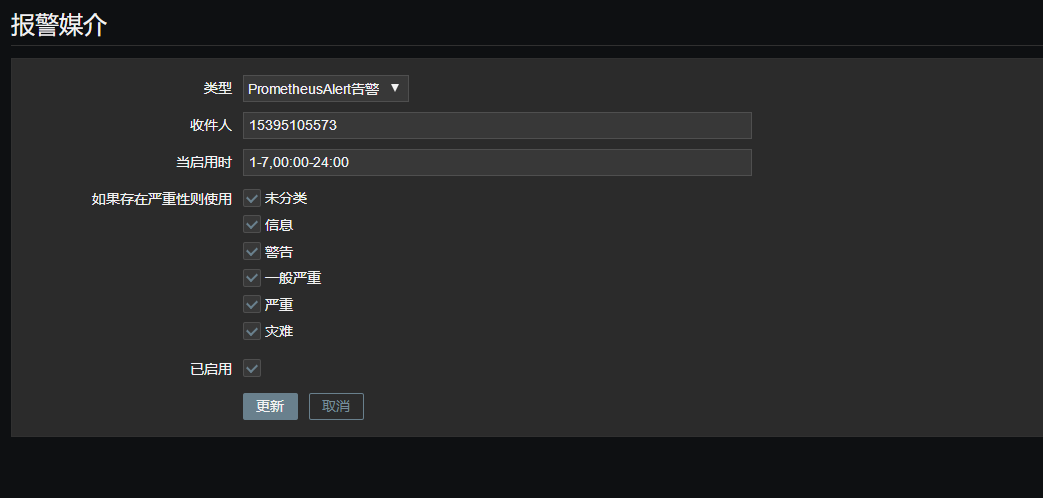 报警媒介
类型 PrometheusAlert告警 ▼
收件人 15395105573
当启用时 1-7,00:00-24:00
如果存在严重性则使用 未分类
信息
警告
一般严重
严重
灾难
已启用
更新 取消